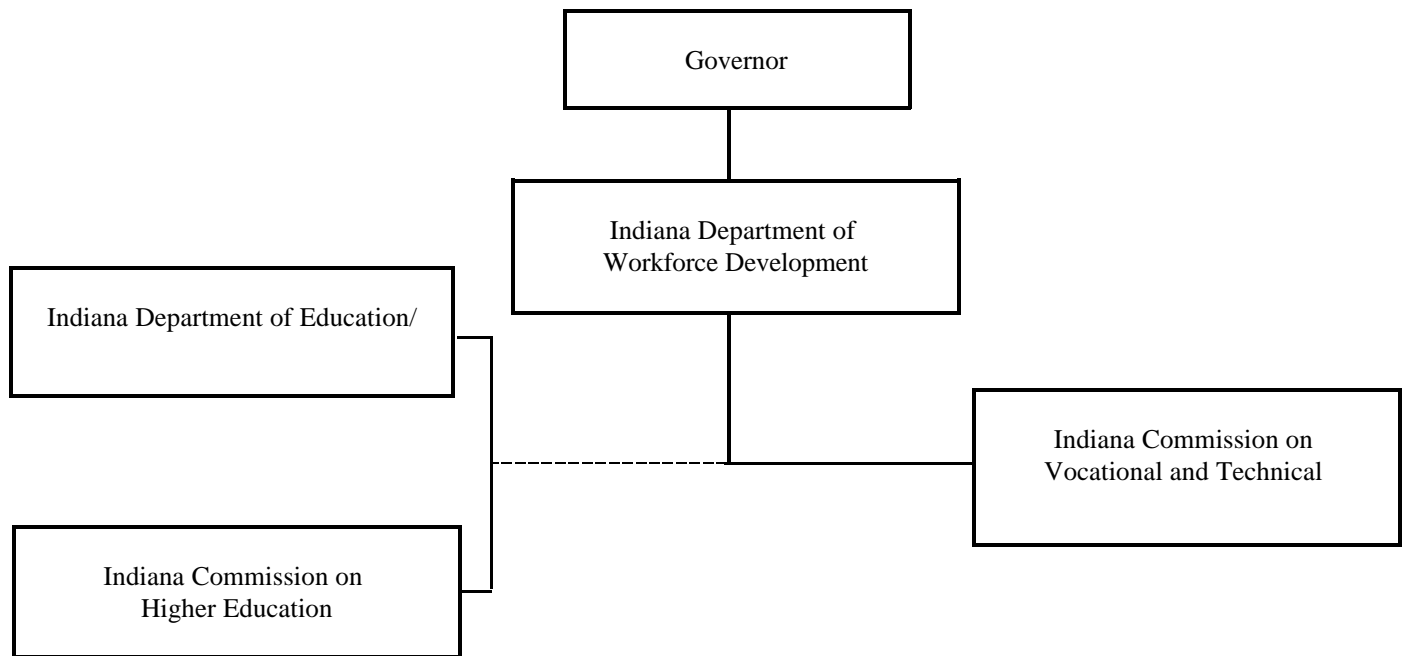 Governor
Indiana Department of
Workforce Development
Indiana Department of Education/
Indiana Commission on
Vocational and Technical
Indiana Commission on
Higher Education